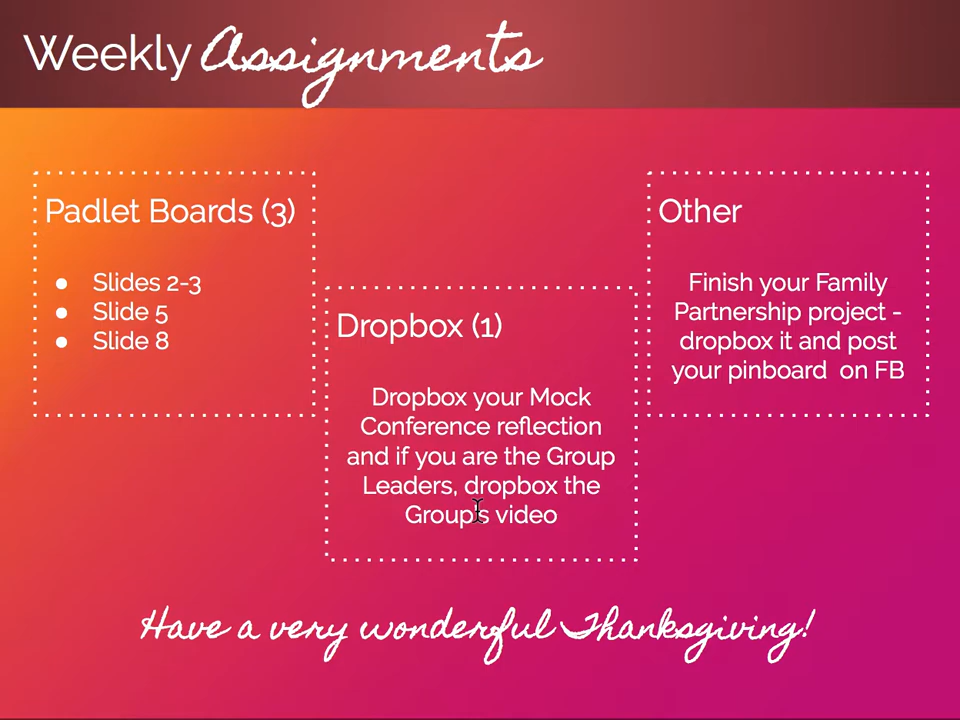 Weekly Assignments
Padlet Boards (3)
● Slides 2-3
● Slide 5
● Slide 8
Dropbox (1)
Dropbox your Mock
Conference reflection
and if you are the Group
Leaders, dropbox the
Group's video
Other
Finish your Family
Partnership project -
dropbox it and post
your pinboard on FB
Have a very wonderful Thanksgiving!